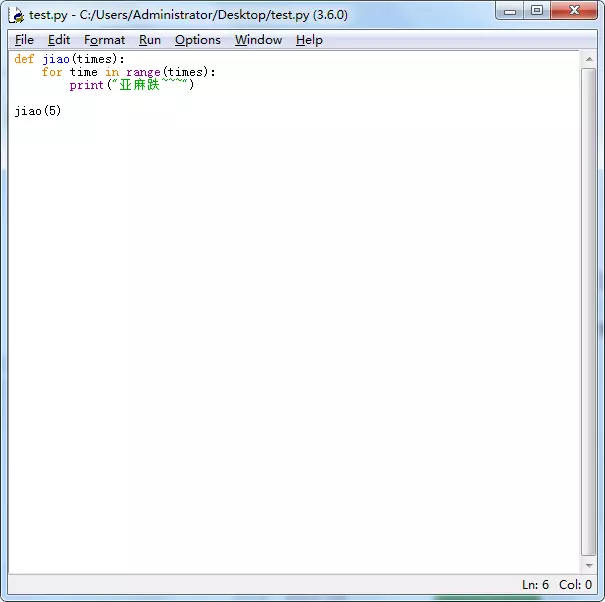 test.py - C:/Users/Administrator/Desktop/test.py (3.6.0)
File Edit Format Run Options Window Help
def jiao(times):
    for time in range(times):
        print("亚麻跌~~~")
jiao(5)
Ln: 6 Col: 0